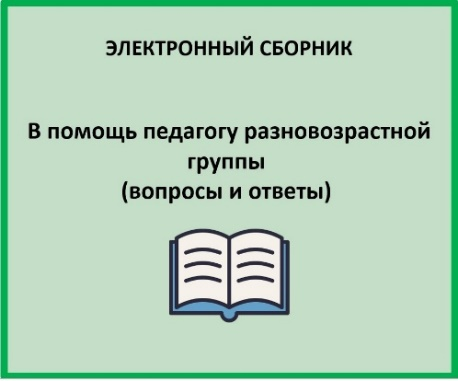 ЭЛЕКТРОННЫЙ СБОРНИК
В помощь педагогу разновозрастной
группы
(вопросы и ответы)